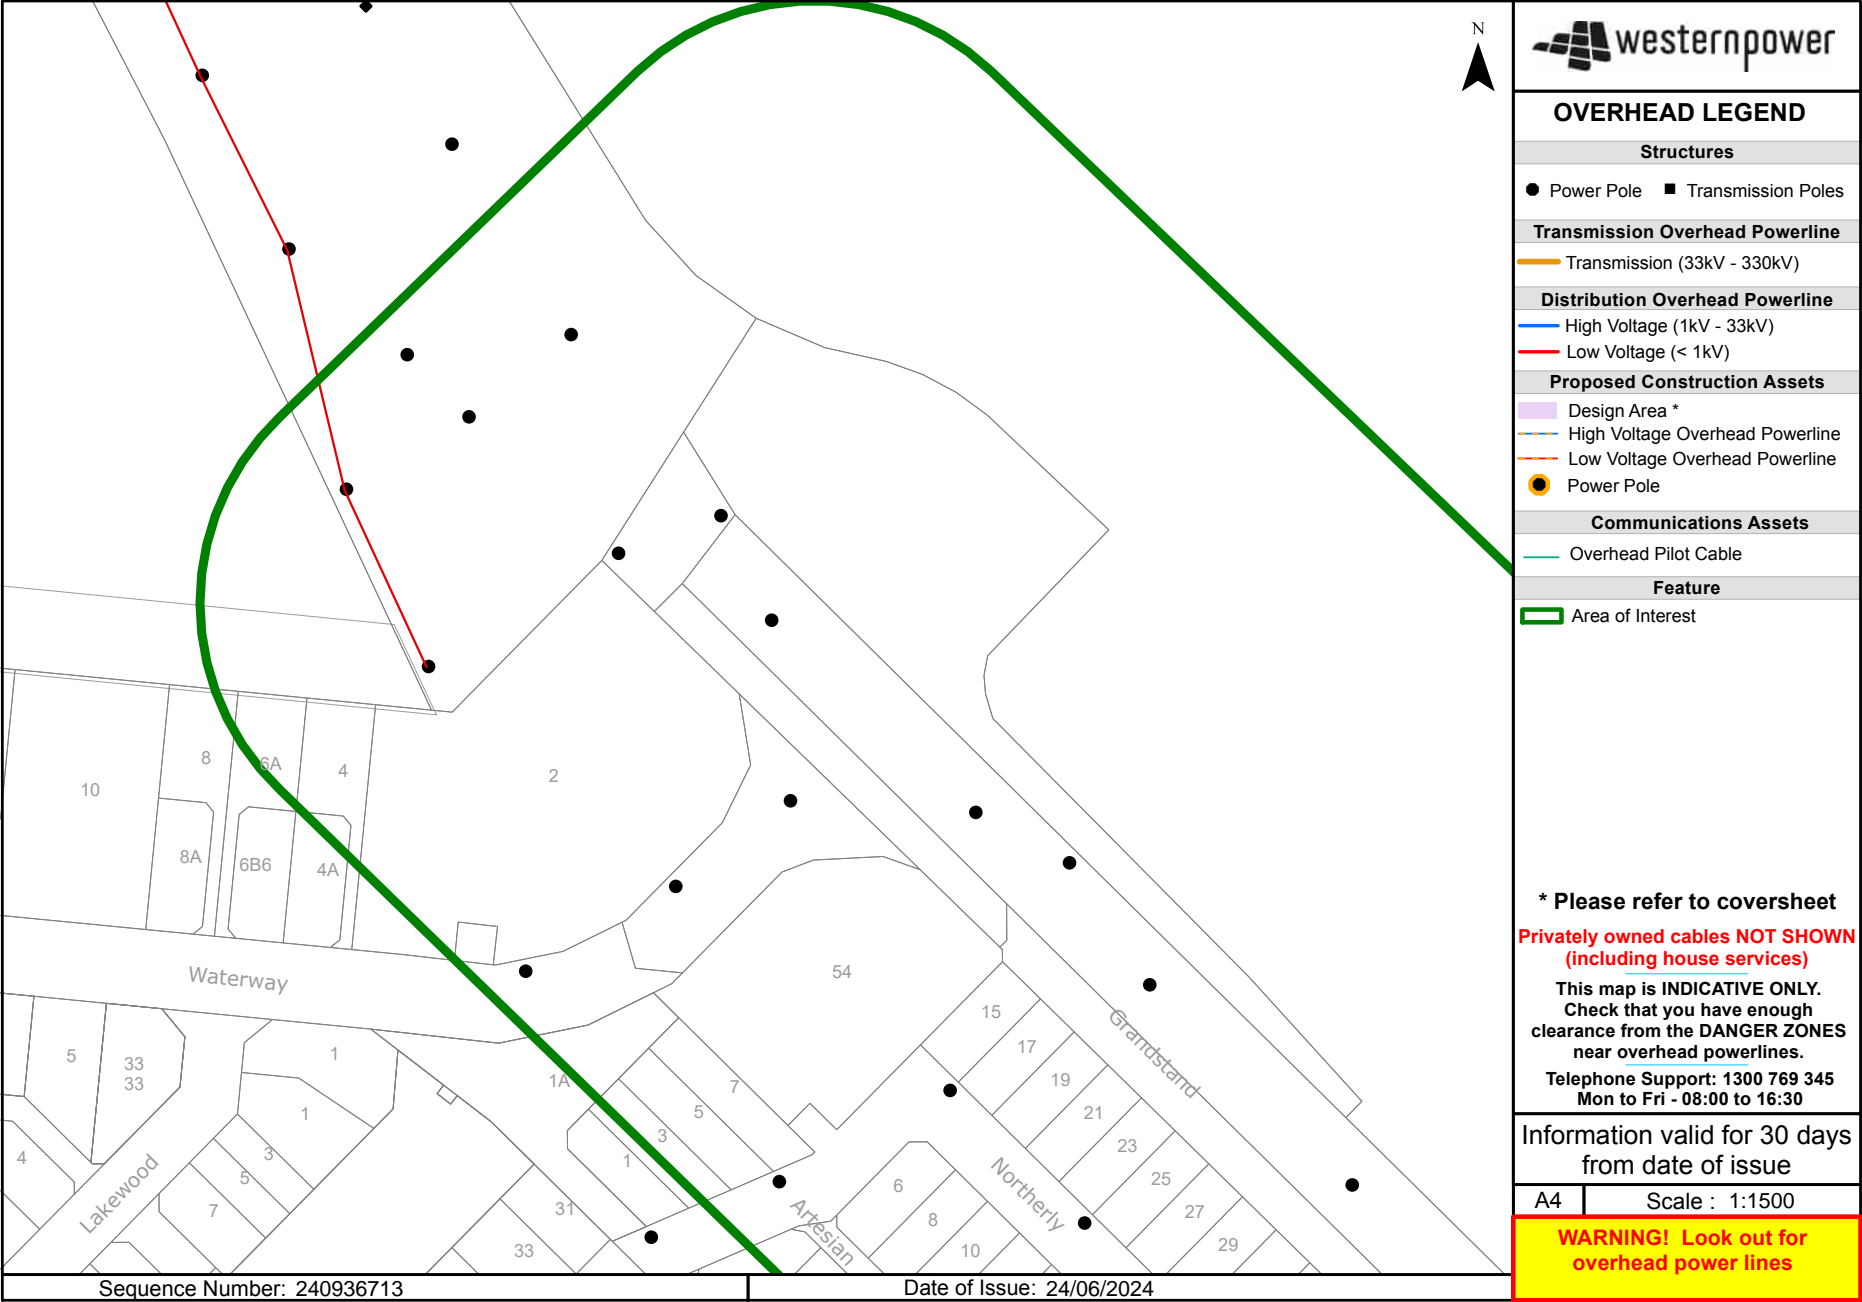 N
westernpower
OVERHEAD LEGEND
Structures
Power Pole Transmission Poles
Transmission Overhead Powerline
Transmission (33kV - 330kV)
Distribution Overhead Powerline
High Voltage (1kV - 33kV)
Low Voltage (< 1kV)
Proposed Construction Assets
Design Area *
High Voltage Overhead Powerline
Low Voltage Overhead Powerline
Power Pole
Communications Assets
Overhead Pilot Cable
Feature
Area of Interest
* Please refer to coversheet
Privately owned cables NOT SHOWN
(including house services)
This map is INDICATIVE ONLY.
Check that you have enough
clearance from the DANGER ZONES
near overhead powerlines.
Telephone Support: 1300 769 345
Mon to Fri - 08:00 to 16:30
Information valid for 30 days
from date of issue
A4 Scale : 1:1500
WARNING! Look out for
overhead power lines
10
8
6A
4
2
8A
6B6
4A
Waterway
54
5
33
33
1
1
1A
7
5
3
1
15
17
19
21
23
25
27
29
Grandstand
4
Lakewood
3
5
7
31
33
Artesian
6
8
10
Northerly
Sequence Number: 240936713
Date of Issue: 24/06/2024